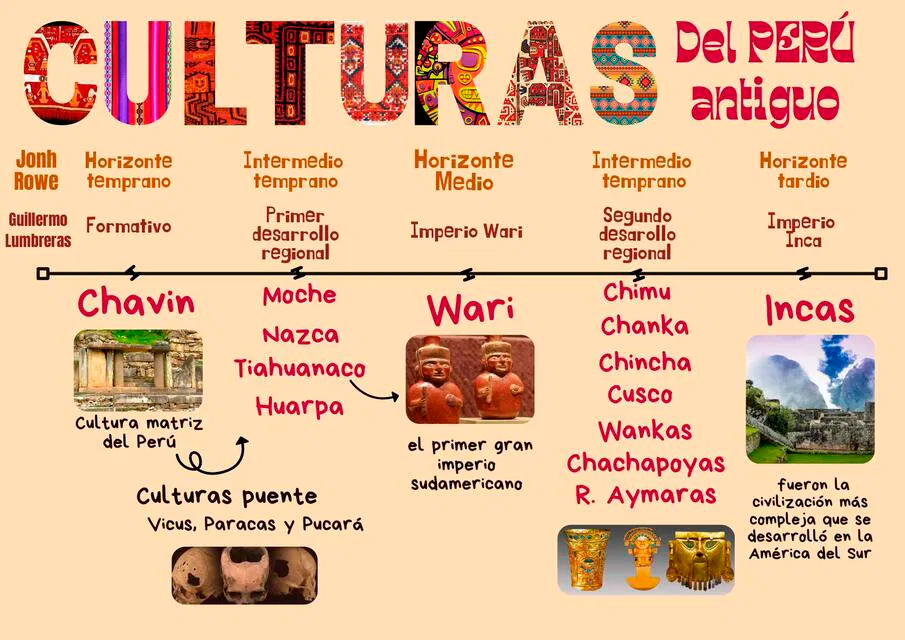 CULTURAS
Del PERÚ
antiguo
Jonh
Rowe
Horizonte
temprano
Intermedio
temprano
Horizonte
Medio
Intermedio
temprano
Horizonte
tardio
Guillermo
Lumbreras
Formativo
Primer
desarrollo
regional
Imperio Wari
Segundo
desarollo
regional
Imperio
Inca
Chavin
Cultura matriz
del Perú
Culturas puente
Vicus, Paracas y Pucará
Moche
Nazca
Tiahuanaco
Huarpa
Wari
el primer gran
imperio
sudamericano
Chimu
Chanka
Chincha
Cusco
Wankas
Chachapoyas
R. Aymaras
Incas
fueron la
civilización más
compleja que se
desarrolló en la
América del Sur